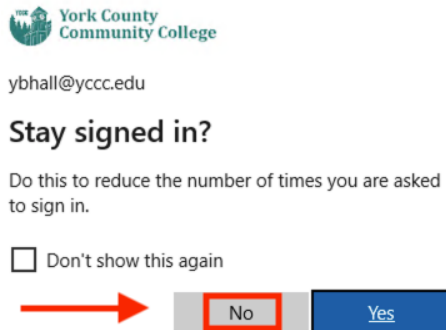 York County
Community College
ybhall@yccc.edu
Stay signed in?
Do this to reduce the number of times you are asked
to sign in.
Don't show this again
No
Yes